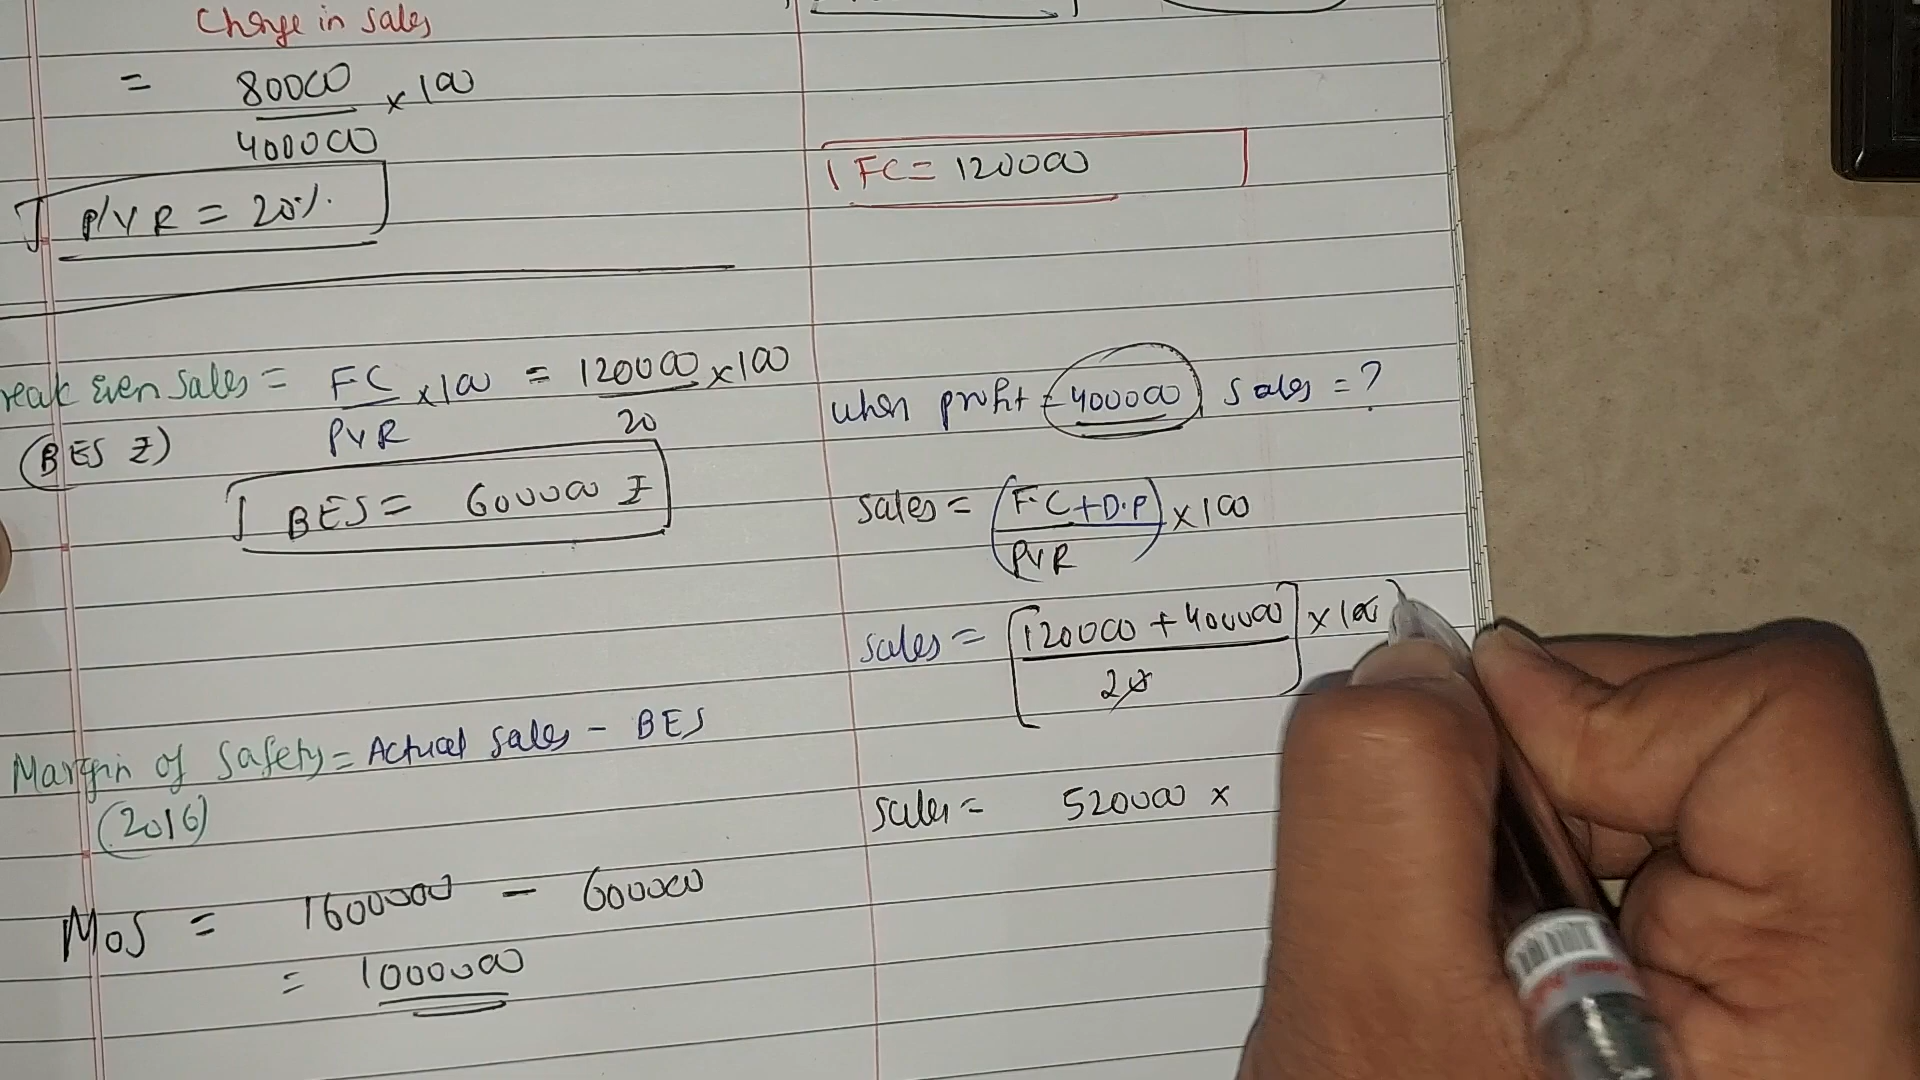 Change in sales
= 80000 × 100
400000
P/V R = 20%
reak Even Sales = FC × 100 = 120000 × 100
(BES ₹) PVR 20
BES = 600000 ₹
Margin of Safety = Actual Sales - BES
(2016)
MoS = 1600000 - 600000
= 1000000
FC = 120000
when profit = 400000 Sales = ?
Sales = (F.C + D.P) × 100
PVR
Sales = [120000 + 400000] × 100
20
Sales = 520000 ×